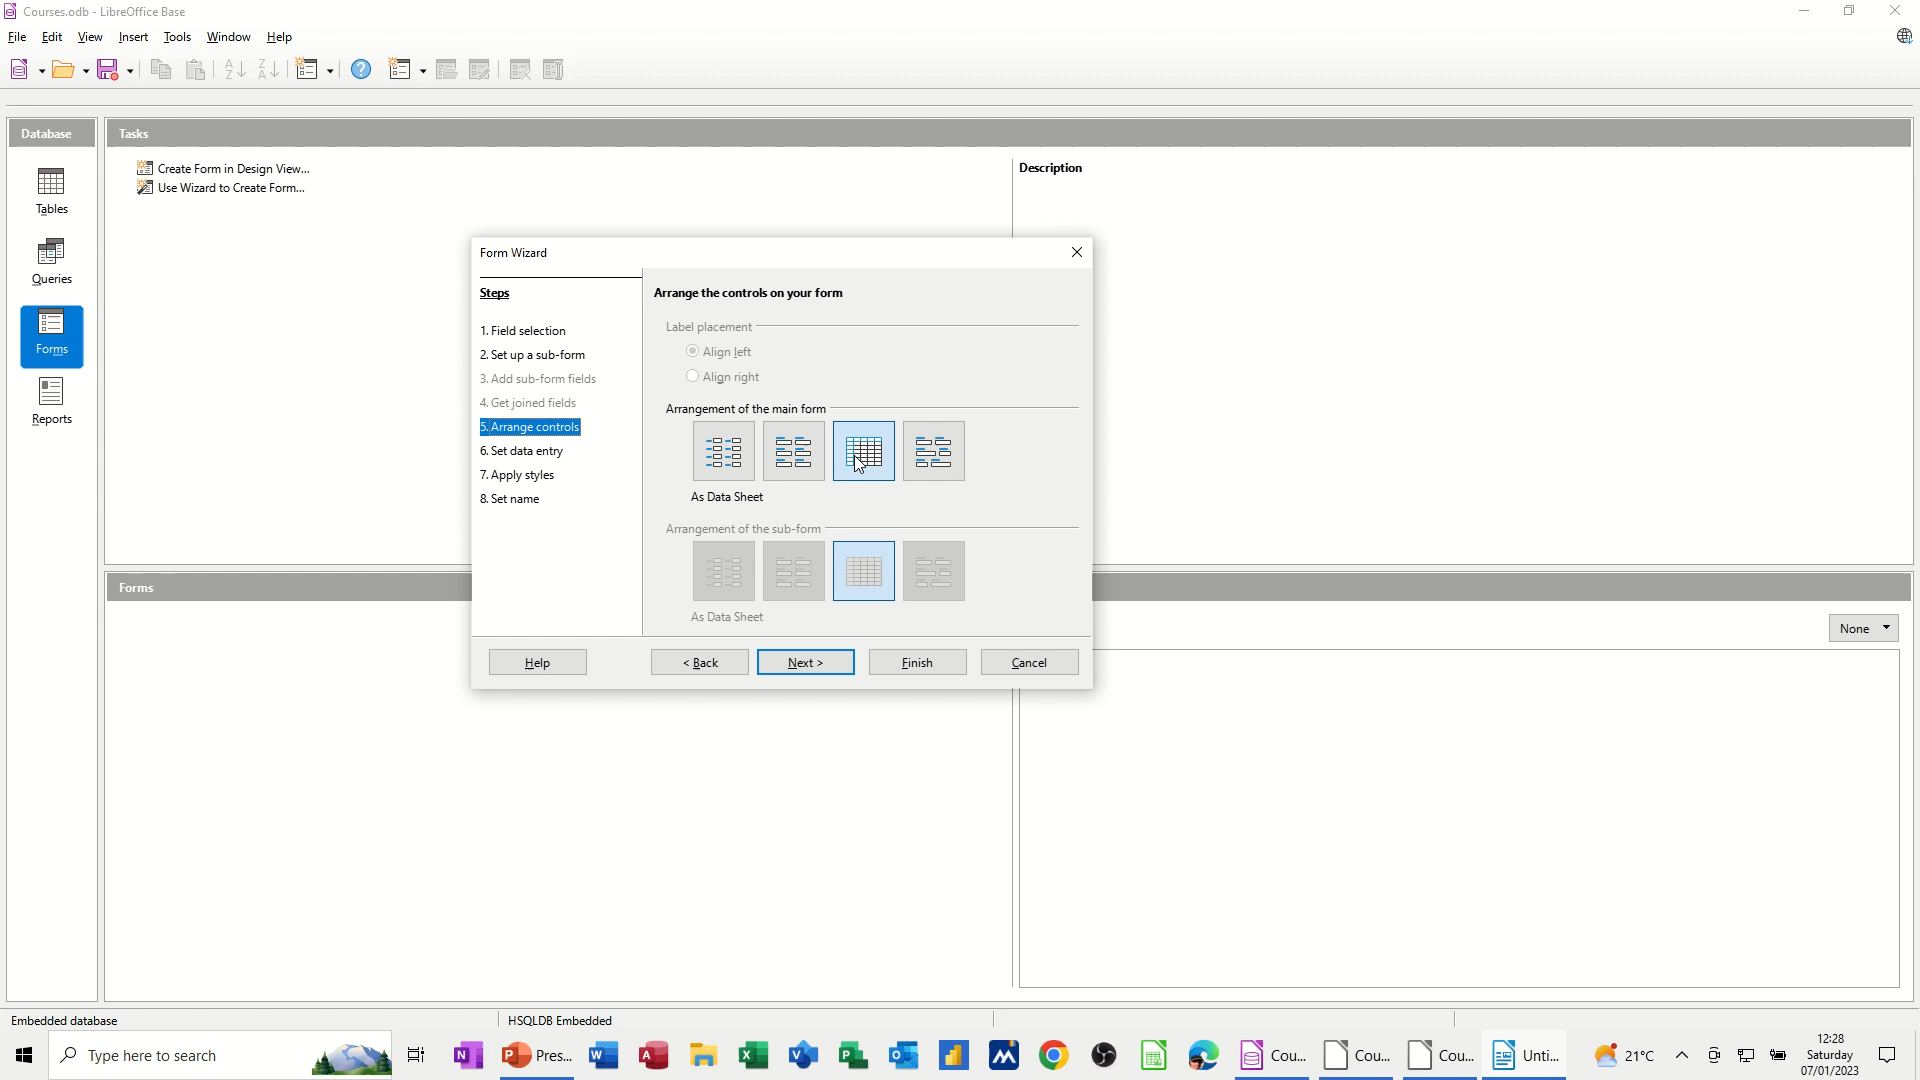 Courses.odb - LibreOffice Base
File Edit View Insert Tools Window Help
Database
Tasks
Tables
Queries
Forms
Reports
Create Form in Design View...
Use Wizard to Create Form...
Description
Form Wizard
Steps
1. Field selection
2. Set up a sub-form
3. Add sub-form fields
4. Get joined fields
5. Arrange controls
6. Set data entry
7. Apply styles
8. Set name
Arrange the controls on your form
Label placement
Align left
Align right
Arrangement of the main form
As Data Sheet
Arrangement of the sub-form
As Data Sheet
Help < Back Next > Finish Cancel
Forms
None
Embedded database HSQLDB Embedded
Type here to search
Pres... Cou... Cou... Cou... Unti...
21°C
12:28
Saturday
07/01/2023